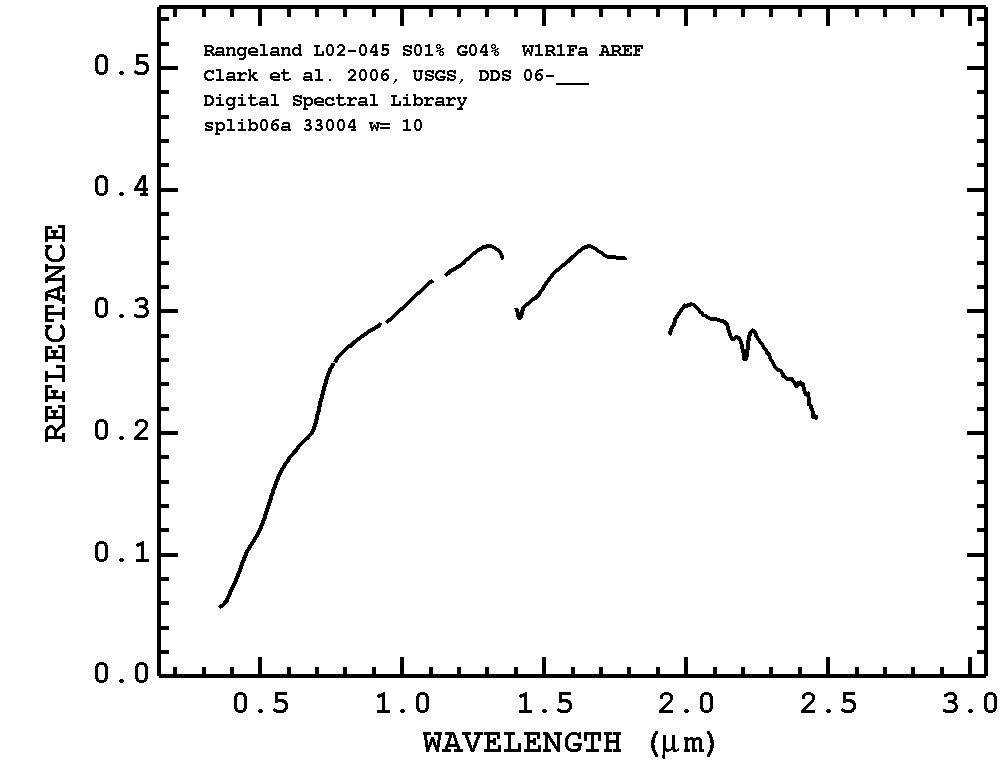 Rangeland L02-045 S01% G04%  W1R1Fa AREF
Clark et al. 2006, USGS, DDS 06-___
Digital Spectral Library
splib06a 33004 w= 10
0.5
0.4
0.3
0.2
0.1
0.0
REFLECTANCE
0.5 1.0 1.5 2.0 2.5 3.0
WAVELENGTH (μm)